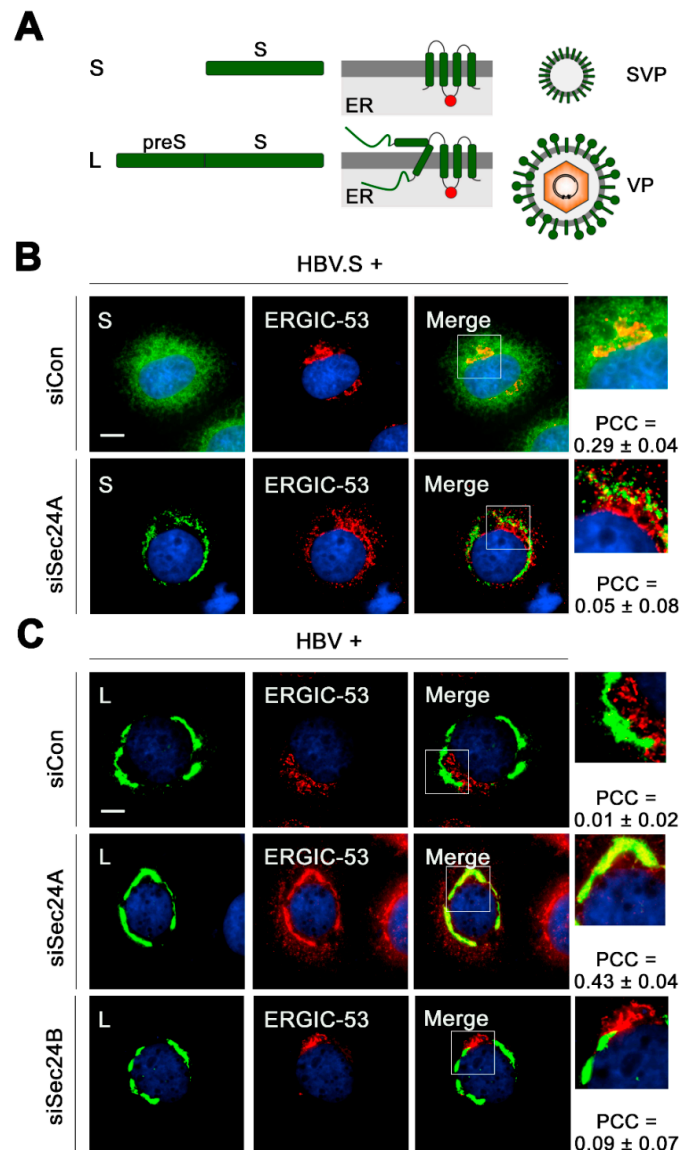 A
S
S
ER
SVP
L
preS
S
ER
VP
B
HBV.S +
siCon
S
ERGIC-53
Merge
PCC =
0.29 ± 0.04
siSec24A
S
ERGIC-53
Merge
PCC =
0.05 ± 0.08
C
HBV +
siCon
L
ERGIC-53
Merge
PCC =
0.01 ± 0.02
siSec24A
L
ERGIC-53
Merge
PCC =
0.43 ± 0.04
siSec24B
L
ERGIC-53
Merge
PCC =
0.09 ± 0.07